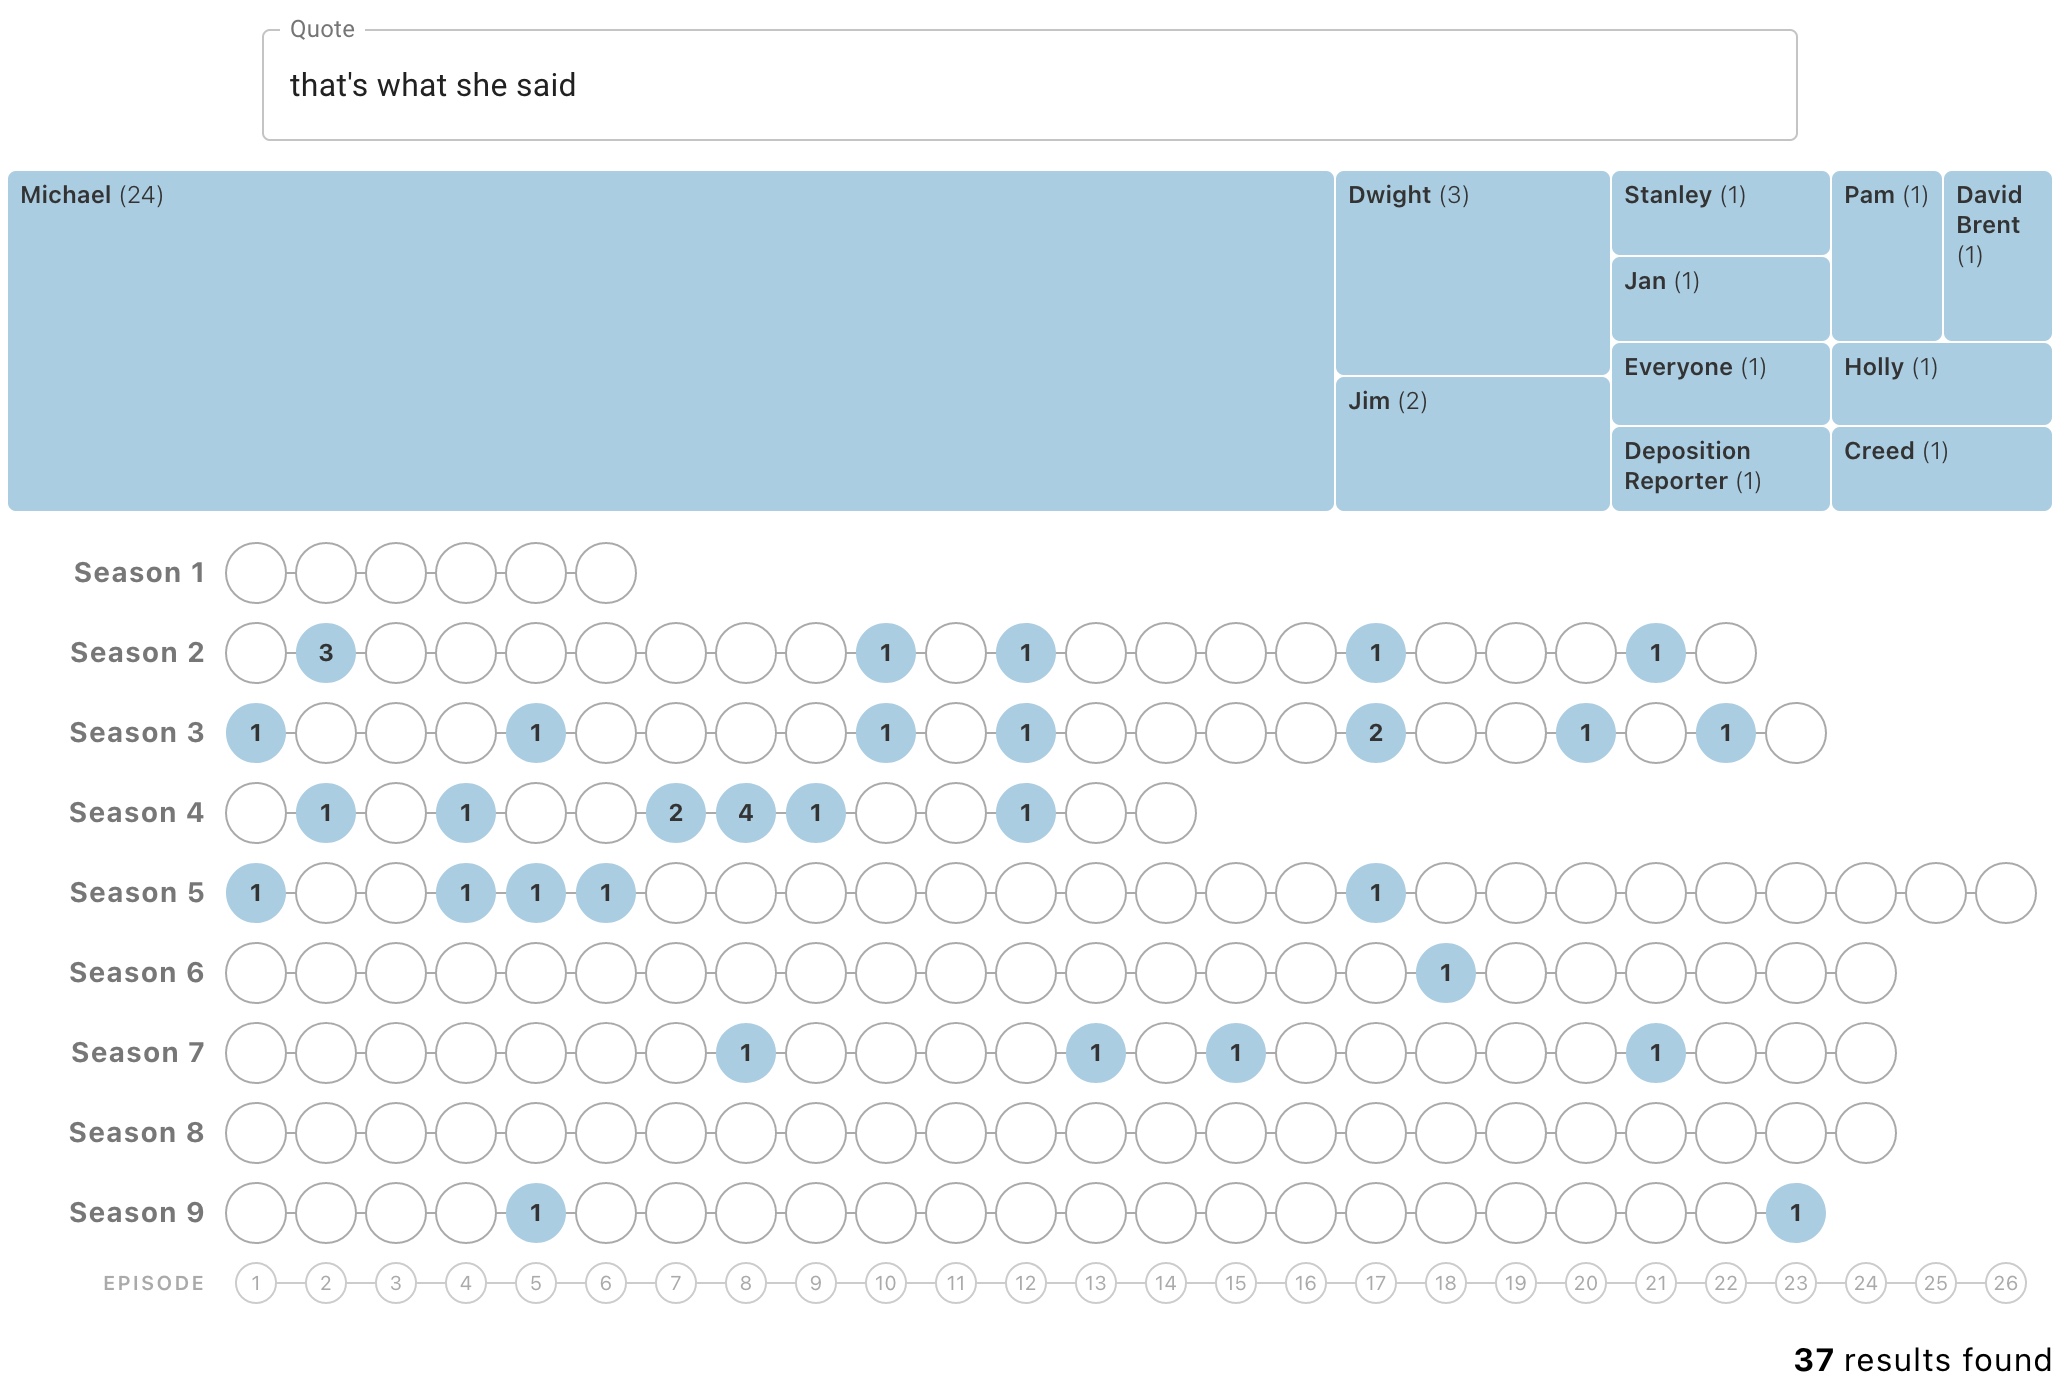 Quote
that's what she said
Michael (24)
Dwight (3)
Jim (2)
Stanley (1)
Jan (1)
Everyone (1)
Deposition
Reporter (1)
Pam (1)
David
Brent
(1)
Holly (1)
Creed (1)
Season 1
Season 2 3 1 1 1 1
Season 3 1 1 1 1 2 1 1
Season 4 1 1 2 4 1 1
Season 5 1 1 1 1 1
Season 6 1
Season 7 1 1 1 1
Season 8
Season 9 1 1
EPISODE 1 2 3 4 5 6 7 8 9 10 11 12 13 14 15 16 17 18 19 20 21 22 23 24 25 26
37 results found